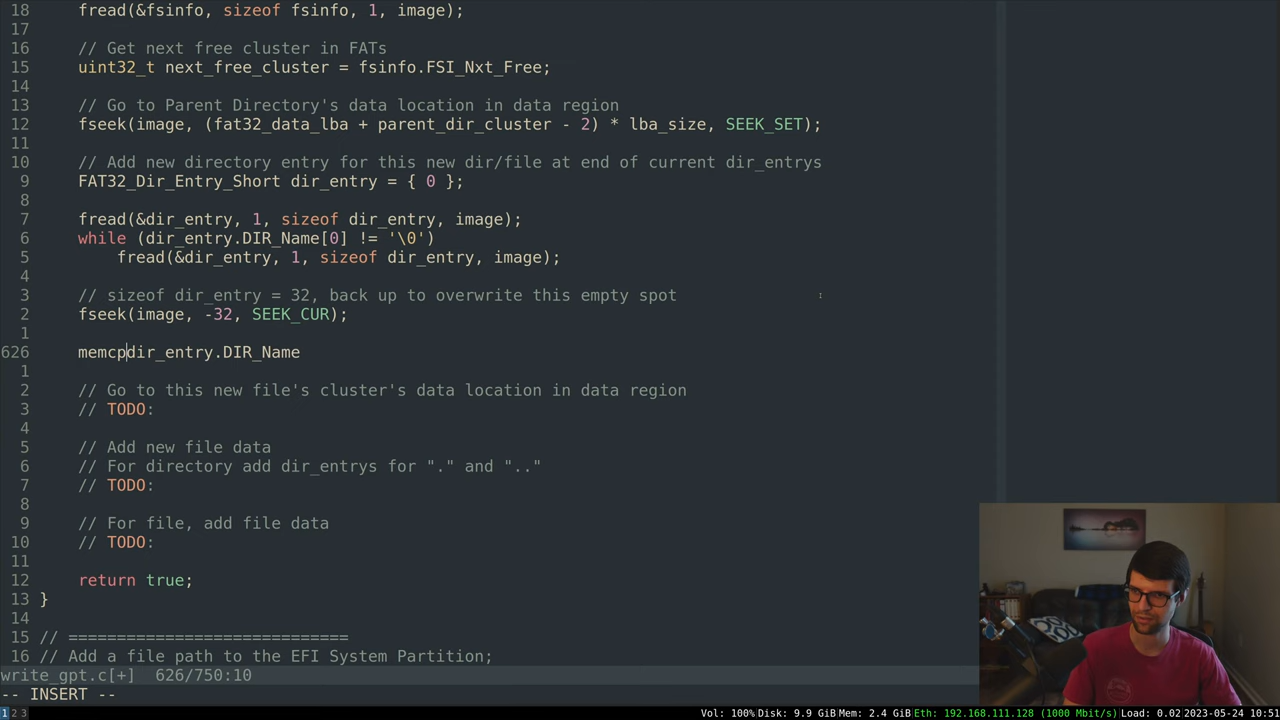 18     fread(&fsinfo, sizeof fsinfo, 1, image);
17
16     // Get next free cluster in FATs
15     uint32_t next_free_cluster = fsinfo.FSI_Nxt_Free;
14
13     // Go to Parent Directory's data location in data region
12     fseek(image, (fat32_data_lba + parent_dir_cluster - 2) * lba_size, SEEK_SET);
11
10     // Add new directory entry for this new dir/file at end of current dir_entrys
9     FAT32_Dir_Entry_Short dir_entry = { 0 };
8
7     fread(&dir_entry, 1, sizeof dir_entry, image);
6     while (dir_entry.DIR_Name[0] != '\0')
5         fread(&dir_entry, 1, sizeof dir_entry, image);
4
3     // sizeof dir_entry = 32, back up to overwrite this empty spot
2     fseek(image, -32, SEEK_CUR);
1
626     memcpdir_entry.DIR_Name
1
2     // Go to this new file's cluster's data location in data region
3     // TODO:
4
5     // Add new file data
6     // For directory add dir_entrys for "." and ".."
7     // TODO:
8
9     // For file, add file data
10     // TODO:
11
12     return true;
13 }
14
15 // =============================
16 // Add a file path to the EFI System Partition;
write_gpt.c[+]  626/750:10
-- INSERT --
1 2 3 Vol: 100% Disk: 9.9 GiB Mem: 2.4 GiB Eth: 192.168.111.128 (1000 Mbit/s) Load: 0.02 2023-05-24 10:51